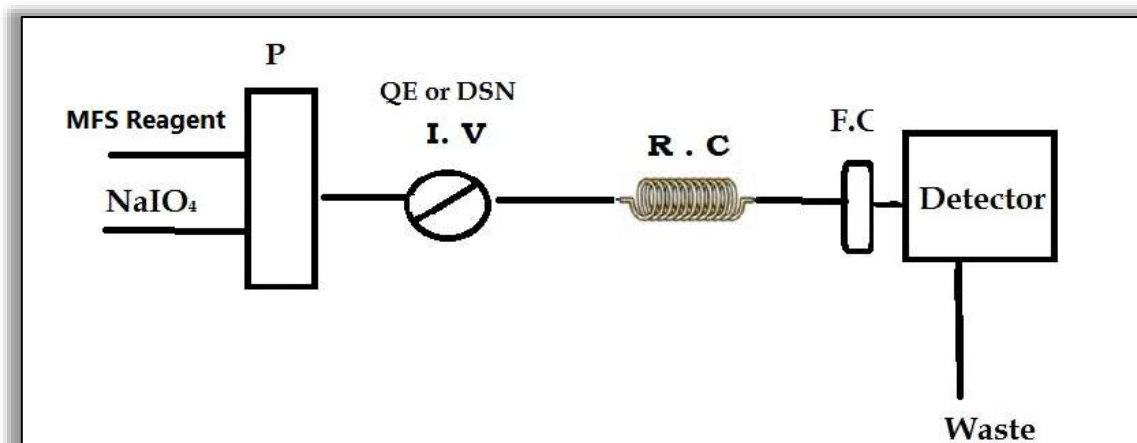 P
MFS Reagent
NaIO₄
QE or DSN
I. V
R . C
F.C
Detector
Waste